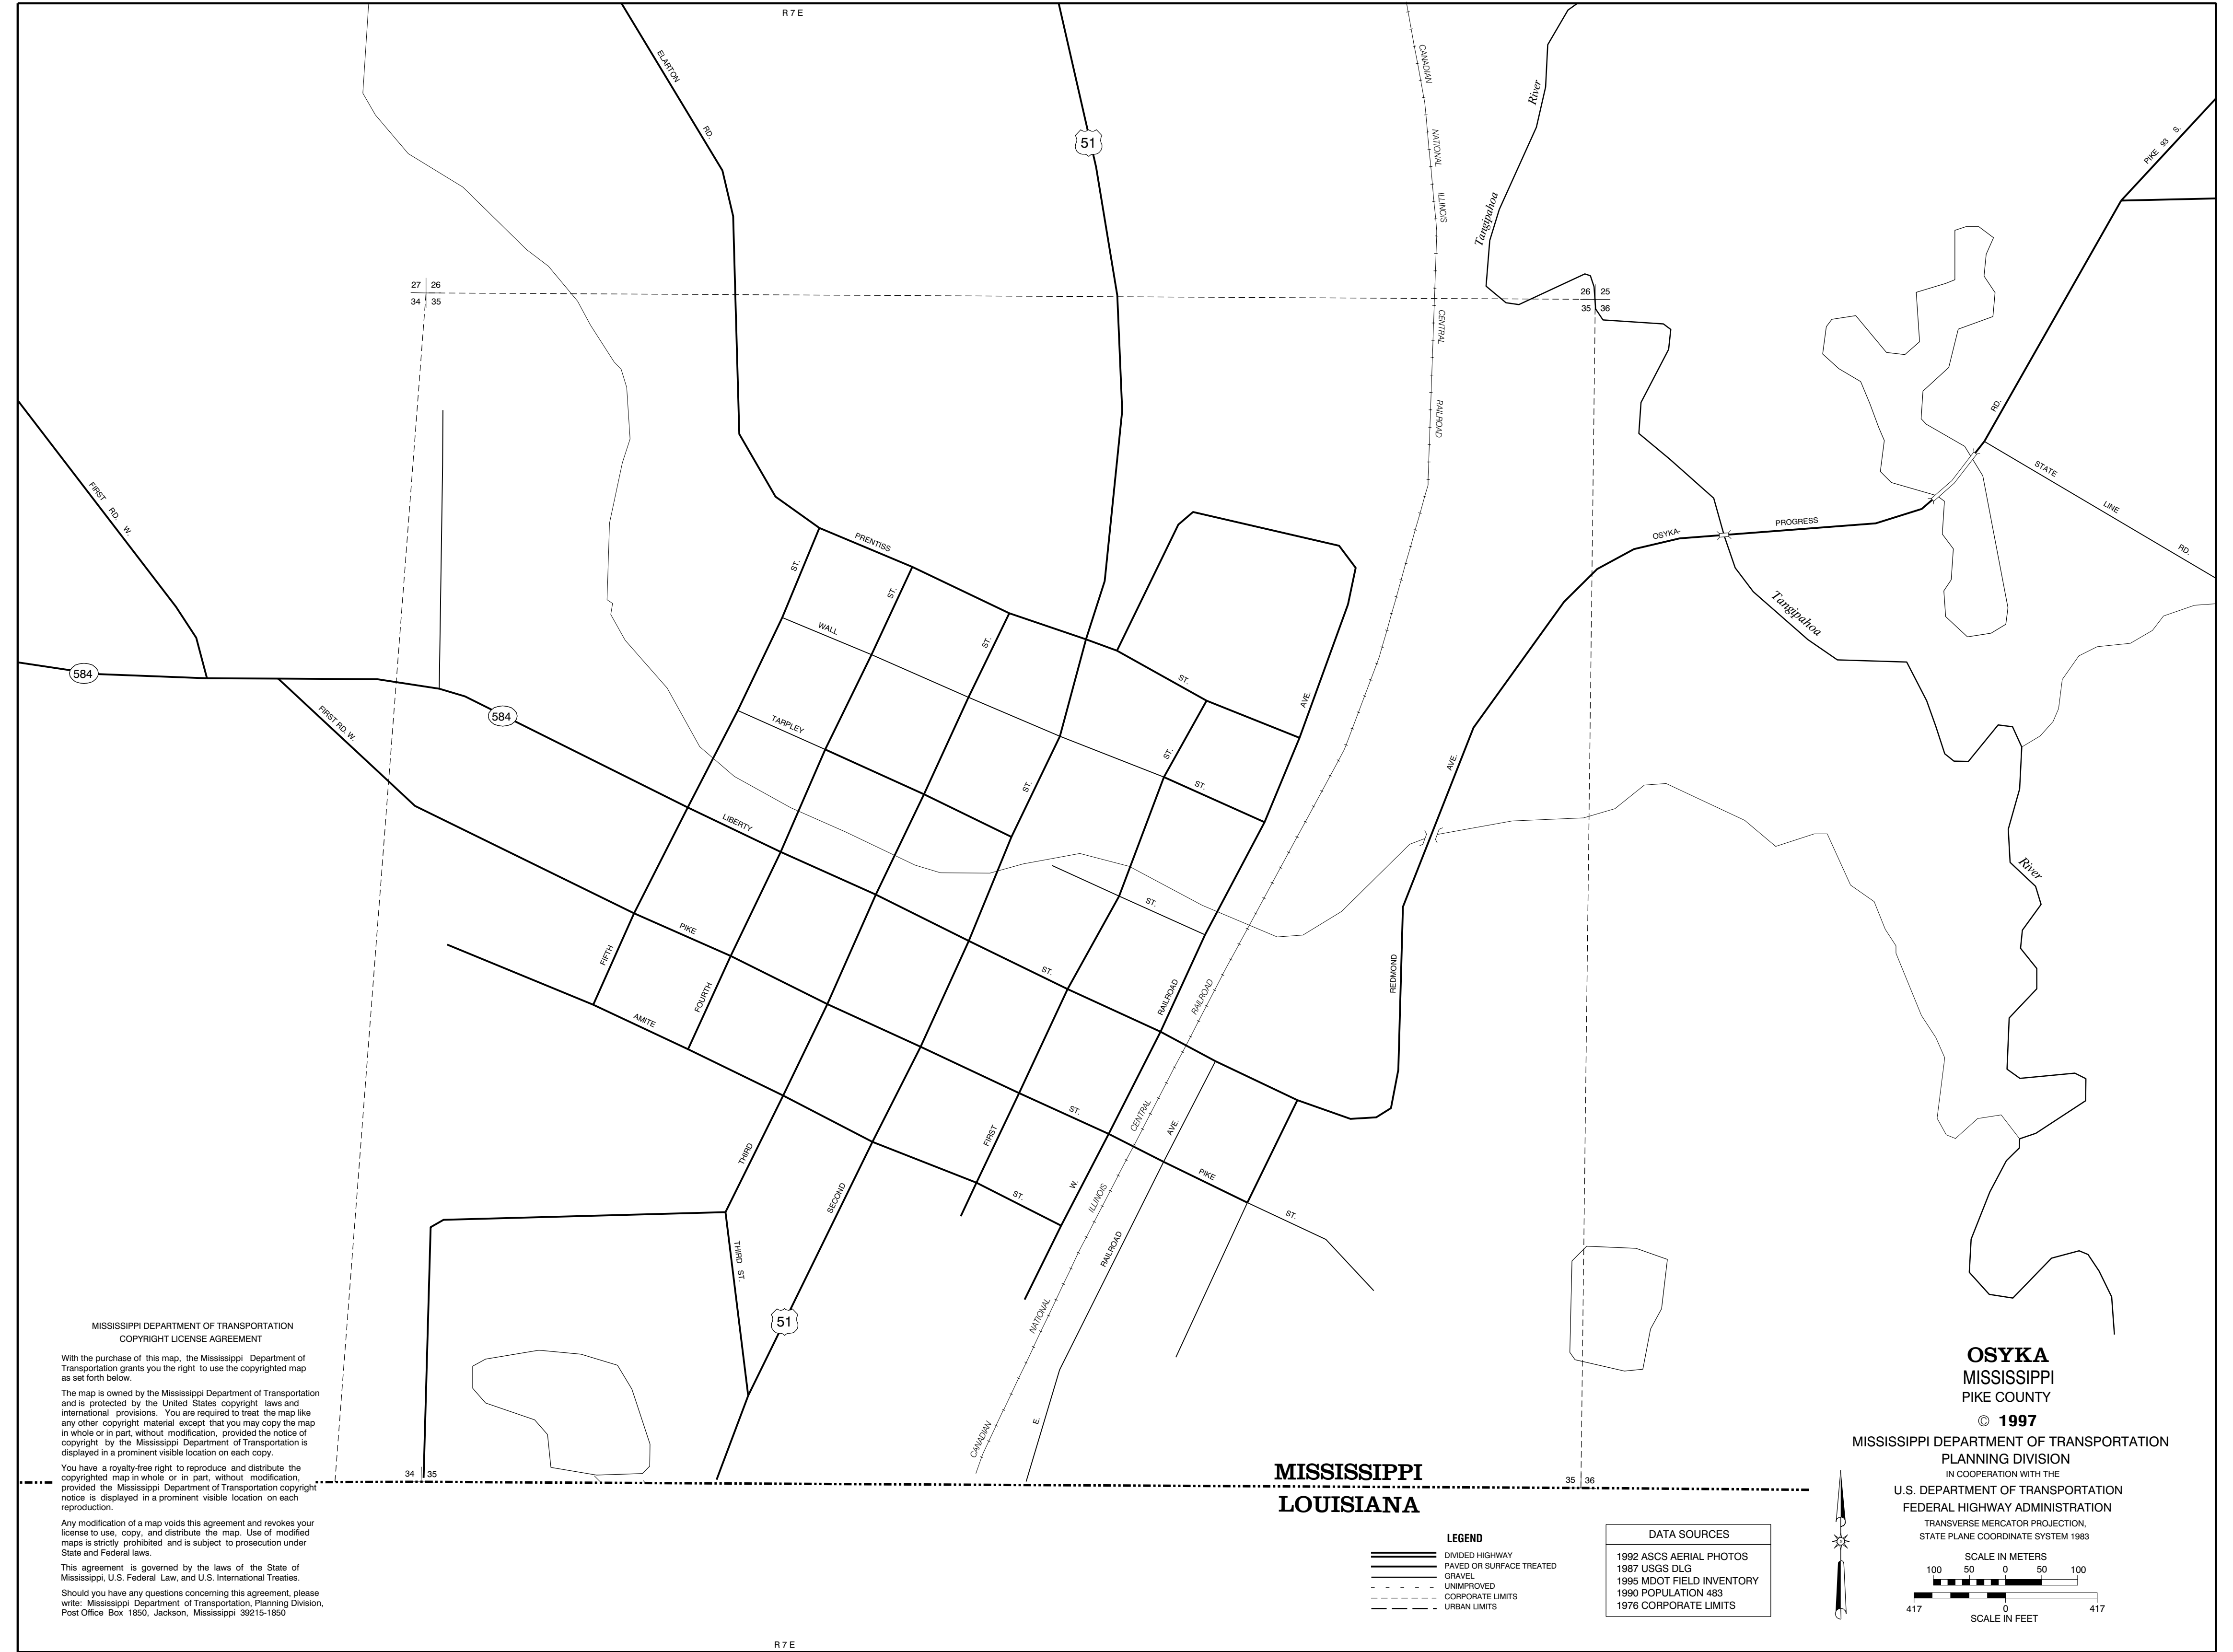 R 7 E
ELARTON
RD.
51
CANADIAN
NATIONAL
ILLINOIS
CENTRAL
RAILROAD
River
Tangipahoa
PIKE 93 S.
RD.
27 26
34 35
26 25
35 36
FIRST
RD.
W.
PRENTISS
ST.
ST.
ST.
ST.
WALL
ST.
TARPLEY
ST.
ST.
AVE.
OSYKA-
PROGRESS
STATE
LINE
RD.
Tangipahoa
River
584
584
FIRST RD. W.
LIBERTY
ST.
ST.
AVE.
PIKE
ST.
FIFTH
FOURTH
AMITE
ST.
THIRD
SECOND
FIRST
W.
RAILROAD
RAILROAD
CENTRAL
ILLINOIS
NATIONAL
CANADIAN
REDMOND
AVE.
RAILROAD
E.
PIKE
ST.
THIRD ST.
51
34 35
35 36
MISSISSIPPI
LOUISIANA
MISSISSIPPI DEPARTMENT OF TRANSPORTATION
COPYRIGHT LICENSE AGREEMENT
With the purchase of this map, the Mississippi Department of
Transportation grants you the right to use the copyrighted map
as set forth below.
The map is owned by the Mississippi Department of Transportation
and is protected by the United States copyright laws and
international provisions. You are required to treat the map like
any other copyright material except that you may copy the map
in whole or in part, without modification, provided the notice of
copyright by the Mississippi Department of Transportation is
displayed in a prominent visible location on each copy.
You have a royalty-free right to reproduce and distribute the
copyrighted map in whole or in part, without modification,
provided the Mississippi Department of Transportation copyright
notice is displayed in a prominent visible location on each
reproduction.
Any modification of a map voids this agreement and revokes your
license to use, copy, and distribute the map. Use of modified
maps is strictly prohibited and is subject to prosecution under
State and Federal laws.
This agreement is governed by the laws of the State of
Mississippi, U.S. Federal Law, and U.S. International Treaties.
Should you have any questions concerning this agreement, please
write: Mississippi Department of Transportation, Planning Division,
Post Office Box 1850, Jackson, Mississippi 39215-1850
LEGEND
DIVIDED HIGHWAY
PAVED OR SURFACE TREATED
GRAVEL
UNIMPROVED
CORPORATE LIMITS
URBAN LIMITS
DATA SOURCES
1992 ASCS AERIAL PHOTOS
1987 USGS DLG
1995 MDOT FIELD INVENTORY
1990 POPULATION 483
1976 CORPORATE LIMITS
OSYKA
MISSISSIPPI
PIKE COUNTY
© 1997
MISSISSIPPI DEPARTMENT OF TRANSPORTATION
PLANNING DIVISION
IN COOPERATION WITH THE
U.S. DEPARTMENT OF TRANSPORTATION
FEDERAL HIGHWAY ADMINISTRATION
TRANSVERSE MERCATOR PROJECTION,
STATE PLANE COORDINATE SYSTEM 1983
SCALE IN METERS
100 50 0 50 100
417 0 417
SCALE IN FEET
R 7 E